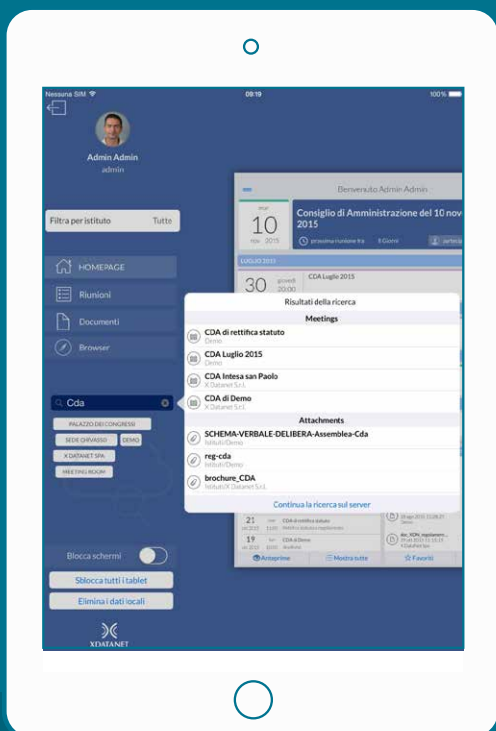 Nessuna SIM
09:19
100%
Admin Admin
admin
Filtra per istituto Tutte
HOMEPAGE
Riunioni
Documenti
Browser
Cda
PALAZZO DEI CONGRESSI
SEDE GIRVASSO DEMO
X DATANET SPA
MEETING ROOM
Blocca schermi
Sblocca tutti i tablet
Elimina i dati locali
XDATANET
Benvenuto Admin Admin
mar
10
nov 2015
Consiglio di Amministrazione del 10 nov
2015
prossima riunione fra 8 Giorni
LUGLIO 2015
30 giovedì
20:00
CDA Luglio 2015
Risultati della ricerca
Meetings
CDA di rettifica statuto
Demo
CDA Luglio 2015
Demo
CDA Intesa san Paolo
X Datanet S.r.l.
CDA di Demo
X Datanet S.r.l.
Attachments
SCHEMA-VERBALE-DELIBERA-Assemblea-Cda
Istituti/Demo
reg-cda
Istituti/Demo
brochure_CDA
Istituti/X Datanet S.r.l.
Continua la ricerca sul server
21
CDA di rettifica statuto
19
CDA di Demo
Anteprime
Mostra tutte
Favoriti